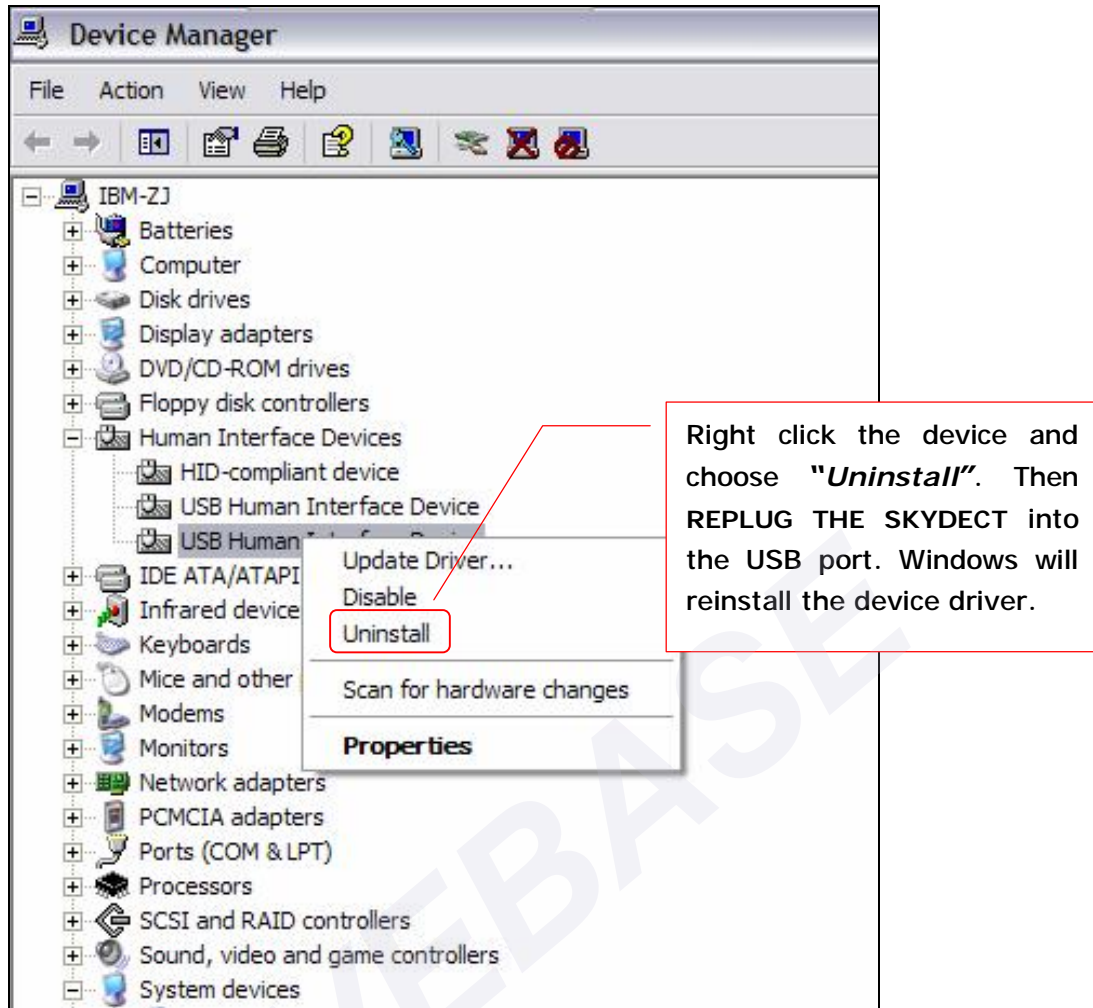 Device Manager
File Action View Help
IBM-ZJ
Batteries
Computer
Disk drives
Display adapters
DVD/CD-ROM drives
Floppy disk controllers
Human Interface Devices
HID-compliant device
USB Human Interface Device
USB Human
IDE ATA/ATAPI
Infrared device
Keyboards
Mice and other
Modems
Monitors
Network adapters
PCMCIA adapters
Ports (COM & LPT)
Processors
SCSI and RAID controllers
Sound, video and game controllers
System devices
Update Driver...
Disable
Uninstall
Scan for hardware changes
Properties
Right click the device and
choose "Uninstall". Then
REPLUG THE SKYDECT into
the USB port. Windows will
reinstall the device driver.